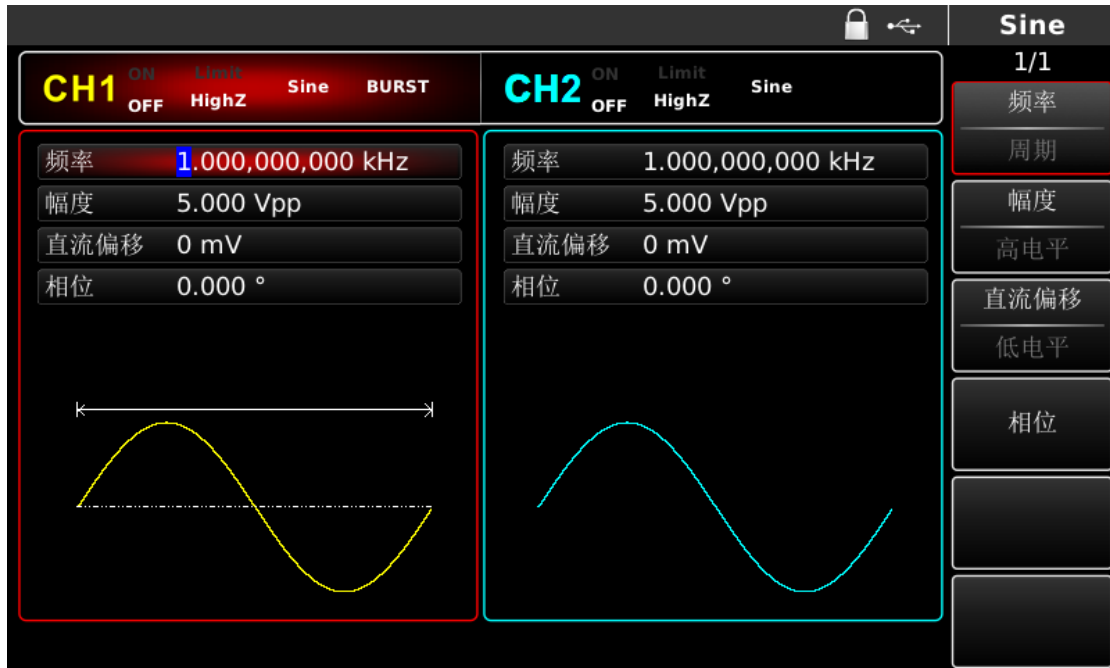 Sine
1/1
CH1 ON OFF Limit HighZ Sine BURST
CH2 ON OFF Limit HighZ Sine
频率 1.000,000,000 kHz
幅度 5.000 Vpp
直流偏移 0 mV
相位 0.000 °
频率 1.000,000,000 kHz
幅度 5.000 Vpp
直流偏移 0 mV
相位 0.000 °
频率
周期
幅度
高电平
直流偏移
低电平
相位